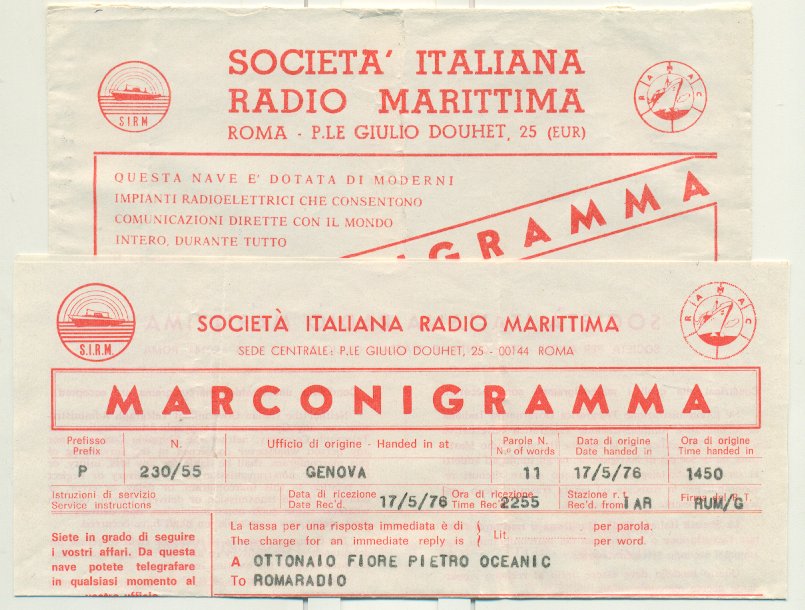 SOCIETA' ITALIANA
RADIO MARITTIMA
ROMA - P.LE GIULIO DOUHET, 25 (EUR)
S I R M
R A M A C
QUESTA NAVE E' DOTATA DI MODERNI
IMPIANTI RADIOELETTRICI CHE CONSENTONO
COMUNICAZIONI DIRETTE CON IL MONDO
INTERO, DURANTE TUTTO
NIGRAMMA
SOCIETÀ ITALIANA RADIO MARITTIMA
SEDE CENTRALE: P.LE GIULIO DOUHET, 25 - 00144 ROMA
S.I.R.M.
R A M A C
MARCONIGRAMMA
Prefisso N. Ufficio di origine - Handed in at Parole N. Data di origine Ora di origine
Prefix N.º of words Date handed in Time handed in
P 230/55 GENOVA 11 17/5/76 1450
Istruzioni di servizio Data di ricezione Ora di ricezione Stazione r.t. Firma del R.T.
Service instructions Date Rec'd. 17/5/76 Time Rec 2255 Rec'd. from IAR RUM/G
La tassa per una risposta immediata è di Lit. per parola.
The charge for an immediate reply is per word.
Siete in grado di seguire
i vostri affari. Da questa
nave potete telegrafare
in qualsiasi momento al
vostro ufficio
A OTTONAIO FIORE PIETRO OCEANIC
To ROMARADIO